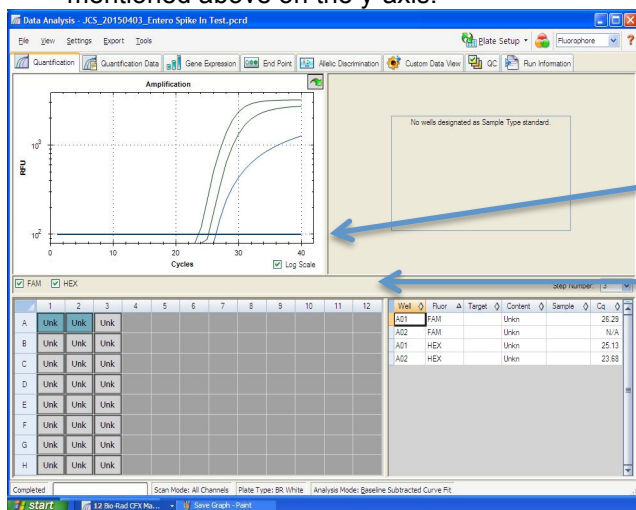 mentioned above on the y-axis.
Data Analysis - JCS_20150403_Entero Spike In Test.pcrd
File View Settings Export Tools Plate Setup Fluorophore ?
Quantification Quantification Data Gene Expression End Point Allelic Discrimination Custom Data View QC Run Information
Amplification
No wells designated as Sample Type standard.
10³
RFU
10²
0 10 20 30 40
Cycles
Log Scale
FAM HEX Step Number: 3
1 2 3 4 5 6 7 8 9 10 11 12
A Unk Unk Unk
B Unk Unk Unk
C Unk Unk Unk
D Unk Unk Unk
E Unk Unk Unk
F Unk Unk Unk
G Unk Unk Unk
H Unk Unk Unk
Well Fluor Target Content Sample Cq
A01 FAM Unkn 26.29
A02 FAM Unkn N/A
A01 HEX Unkn 25.13
A02 HEX Unkn 23.68
Completed Scan Mode: All Channels Plate Type: BR White Analysis Mode: Baseline Subtracted Curve Fit
start 12 Bio-Rad CFX Ma... Save Graph - Paint